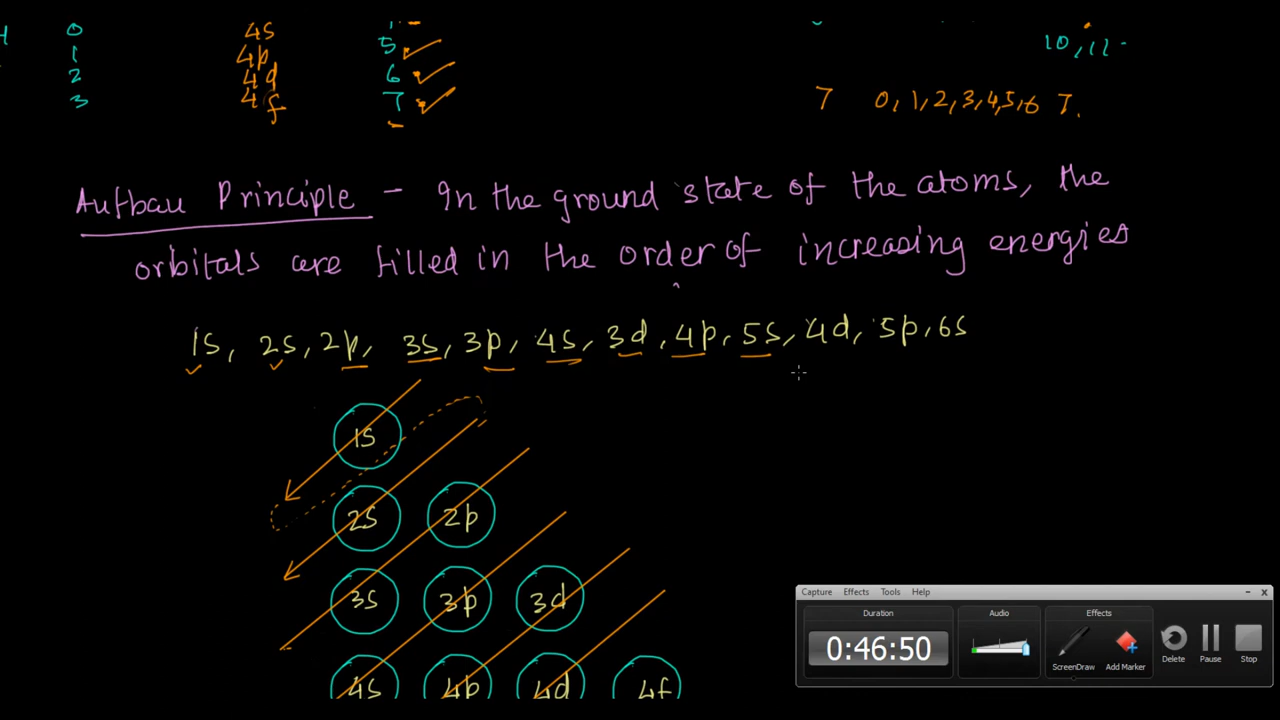 0 4s
1 4p 5
2 4d 6 10, 11
3 4f 7 7 0, 1, 2, 3, 4, 5, 6 7.
Aufbau Principle - In the ground state of the atoms, the
orbitals are filled in the order of increasing energies
1s, 2s, 2p, 3s, 3p, 4s, 3d, 4p, 5s, 4d, 5p, 6s
1s
2s 2p
3s 3p 3d
4s 4p 4d 4f
Capture Effects Tools Help
Duration Audio Effects
0:46:50
ScreenDraw Add Marker Delete Pause Stop